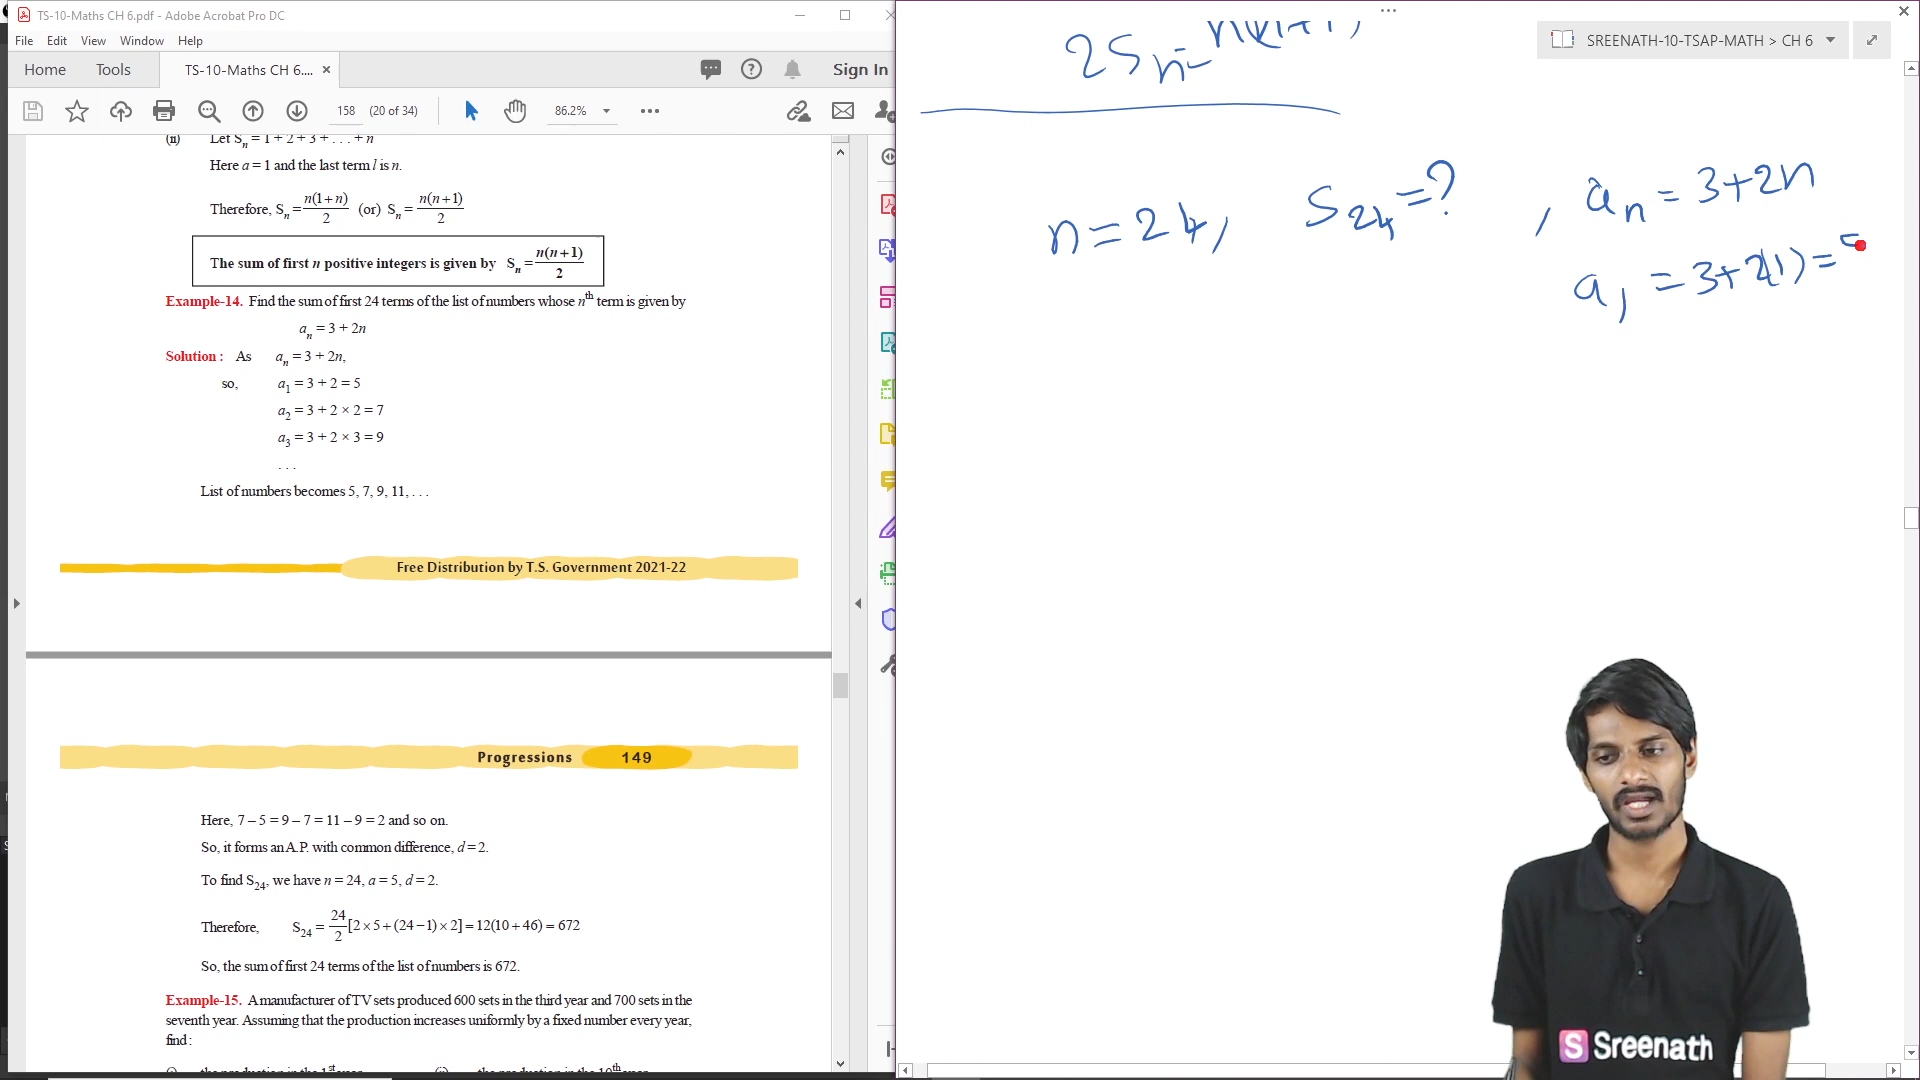 TS-10-Maths CH 6.pdf - Adobe Acrobat Pro DC
File Edit View Window Help
Home Tools TS-10-Maths CH 6.... × Sign In
158 (20 of 34) 86.2%
(ii) Let Sₙ = 1 + 2 + 3 + . . . + n
Here a = 1 and the last term l is n.
Therefore, Sₙ = n(1+n)/2 (or) Sₙ = n(n+1)/2
The sum of first n positive integers is given by Sₙ = n(n+1)/2
Example-14. Find the sum of first 24 terms of the list of numbers whose nᵗʰ term is given by
aₙ = 3 + 2n
Solution : As aₙ = 3 + 2n,
so, a₁ = 3 + 2 = 5
a₂ = 3 + 2 × 2 = 7
a₃ = 3 + 2 × 3 = 9
. . .
List of numbers becomes 5, 7, 9, 11, . . .
Free Distribution by T.S. Government 2021-22
Progressions 149
Here, 7 – 5 = 9 – 7 = 11 – 9 = 2 and so on.
So, it forms an A.P. with common difference, d = 2.
To find S₂₄, we have n = 24, a = 5, d = 2.
Therefore, S₂₄ = 24/2 [2 × 5 + (24 – 1) × 2] = 12(10 + 46) = 672
So, the sum of first 24 terms of the list of numbers is 672.
Example-15. A manufacturer of TV sets produced 600 sets in the third year and 700 sets in the
seventh year. Assuming that the production increases uniformly by a fixed number every year,
find :
SREENATH-10-TSAP-MATH > CH 6
2Sₙ = n(n+1)
n = 24, S₂₄ = ? , aₙ = 3+2n
a₁ = 3+2(1) =
S Sreenath